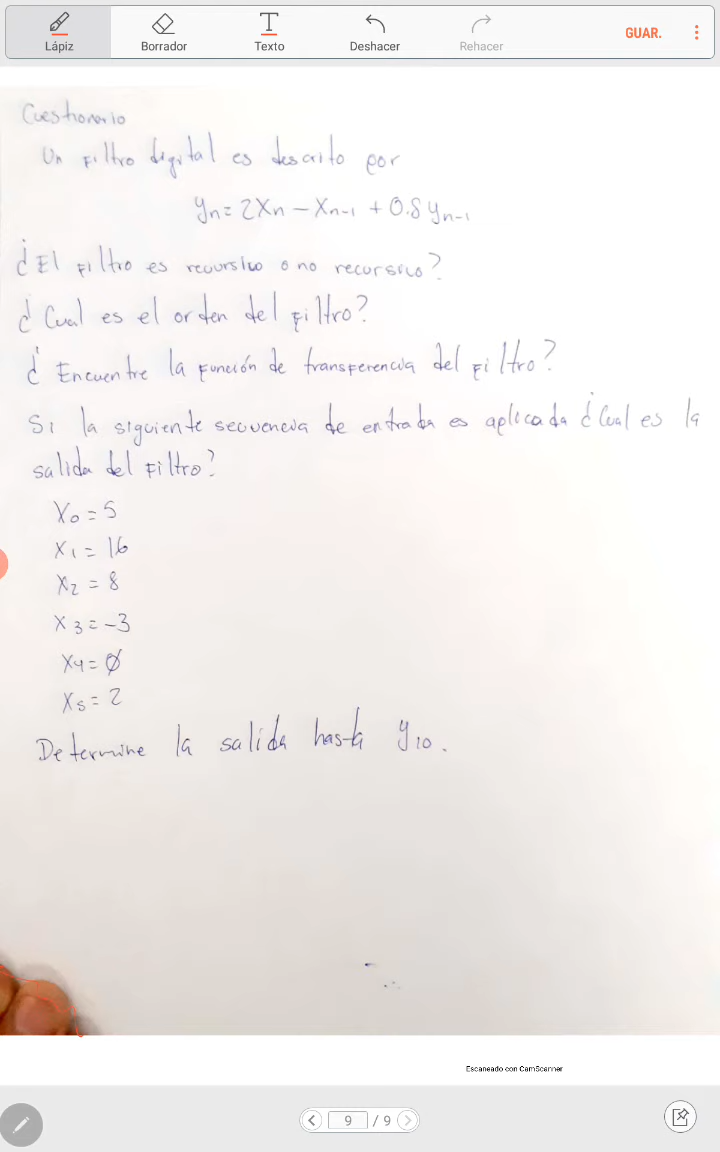 Lápiz Borrador Texto Deshacer Rehacer GUAR.
Cuestionario
Un Filtro digital es descrito por
yn = 2Xn - Xn-1 + 0.8 yn-1
¿El Filtro es recursivo o no recursivo?
¿Cual es el orden del Filtro?
¿Encuentre la Función de transferencia del Filtro?
Si la siguiente secuencia de entrada es aplicada ¿Cual es la
salida del Filtro?
X0 = 5
X1 = 16
X2 = 8
X3 = -3
X4 = 0
X5 = 2
Determine la salida hasta y10.
Escaneado con CamScanner
9 / 9